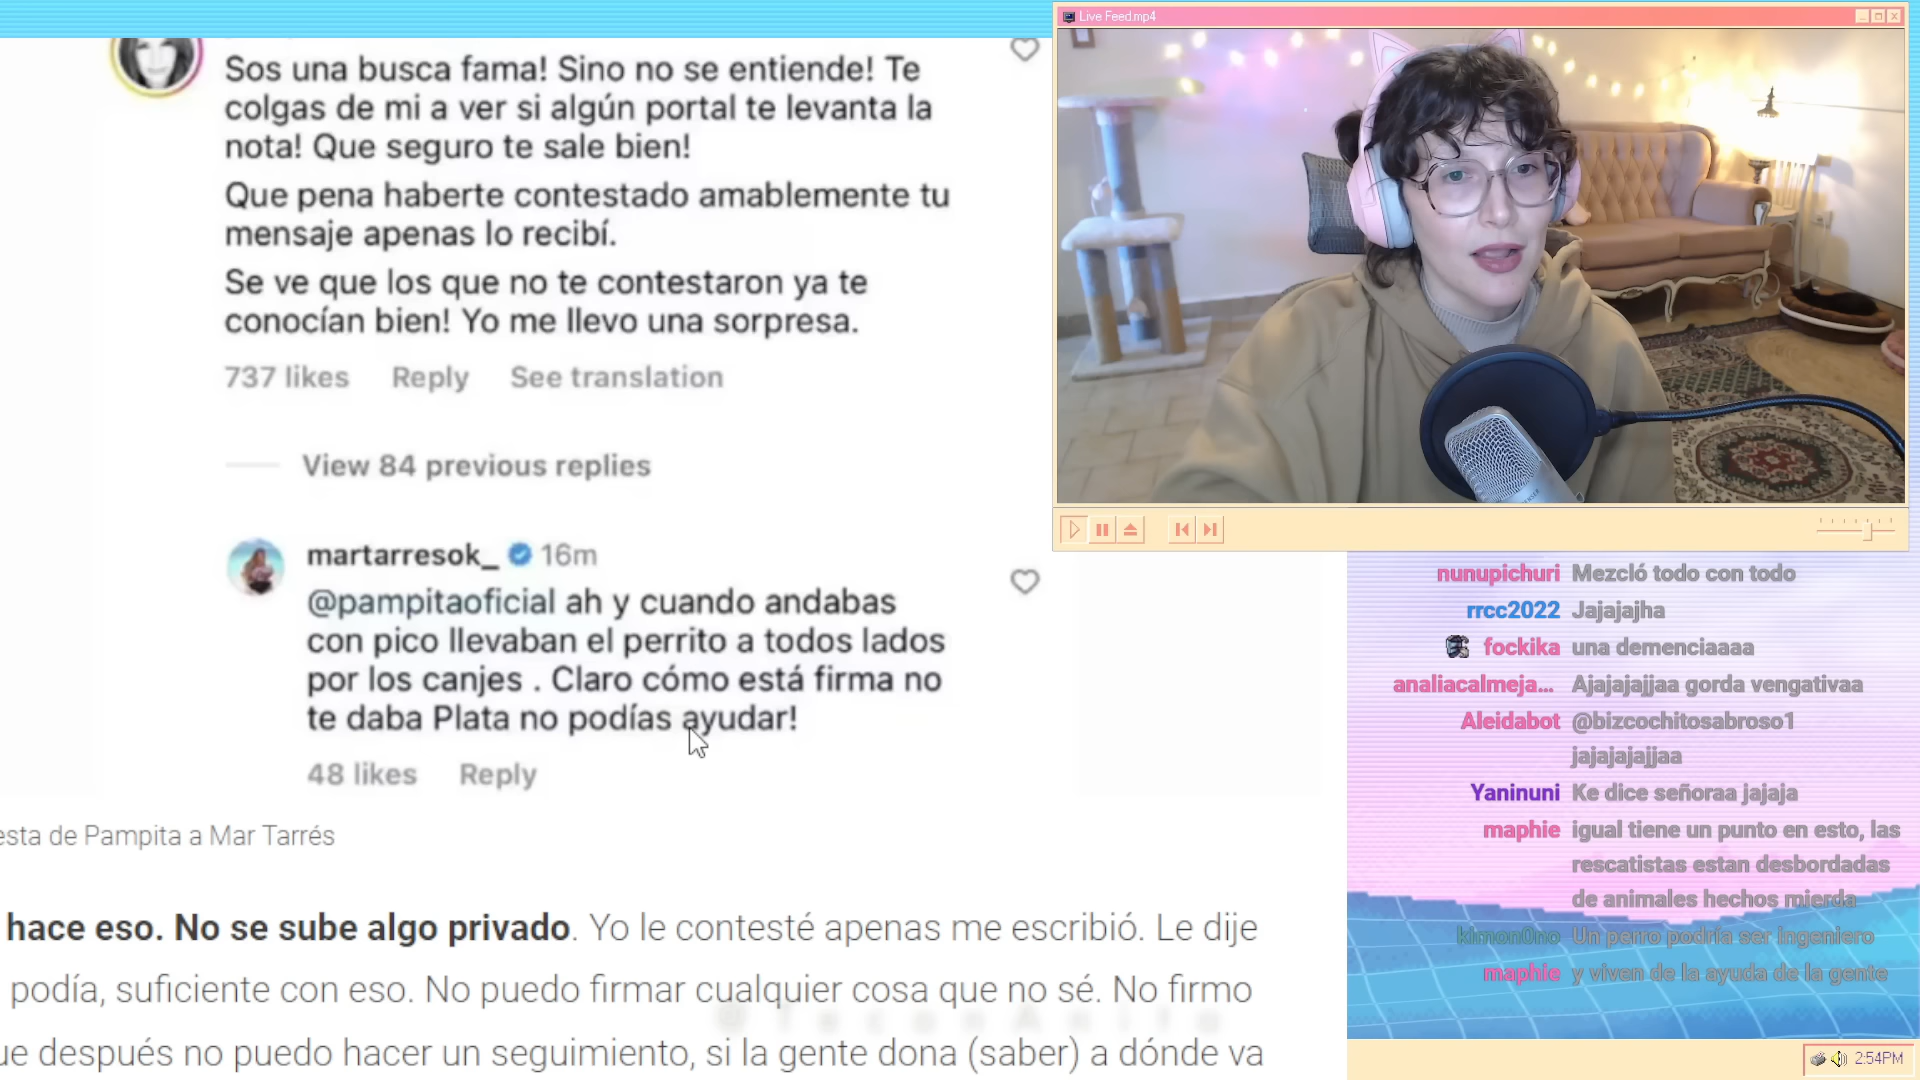 Sos una busca fama! Sino no se entiende! Te
colgas de mi a ver si algún portal te levanta la
nota! Que seguro te sale bien!
Que pena haberte contestado amablemente tu
mensaje apenas lo recibí.
Se ve que los que no te contestaron ya te
conocían bien! Yo me llevo una sorpresa.
737 likes Reply See translation
View 84 previous replies
martarresok_ 16m
@pampitaoficial ah y cuando andabas
con pico llevaban el perrito a todos lados
por los canjes . Claro cómo está firma no
te daba Plata no podías ayudar!
48 likes Reply
esta de Pampita a Mar Tarrés
hace eso. No se sube algo privado. Yo le contesté apenas me escribió. Le dije
podía, suficiente con eso. No puedo firmar cualquier cosa que no sé. No firmo
ue después no puedo hacer un seguimiento, si la gente dona (saber) a dónde va
Live Feed.mp4
nunupichuri Mezcló todo con todo
rrcc2022 Jajajajha
fockika una demenciaaaa
analiacalmeja... Ajajajajjaa gorda vengativaa
Aleidabot @bizcochitosabroso1
jajajajajjaa
Yaninuni Ke dice señoraa jajaja
maphie igual tiene un punto en esto, las
rescatistas estan desbordadas
de animales hechos mierda
kimon0no Un perro podría ser ingeniero
maphie y viven de la ayuda de la gente
2:54PM